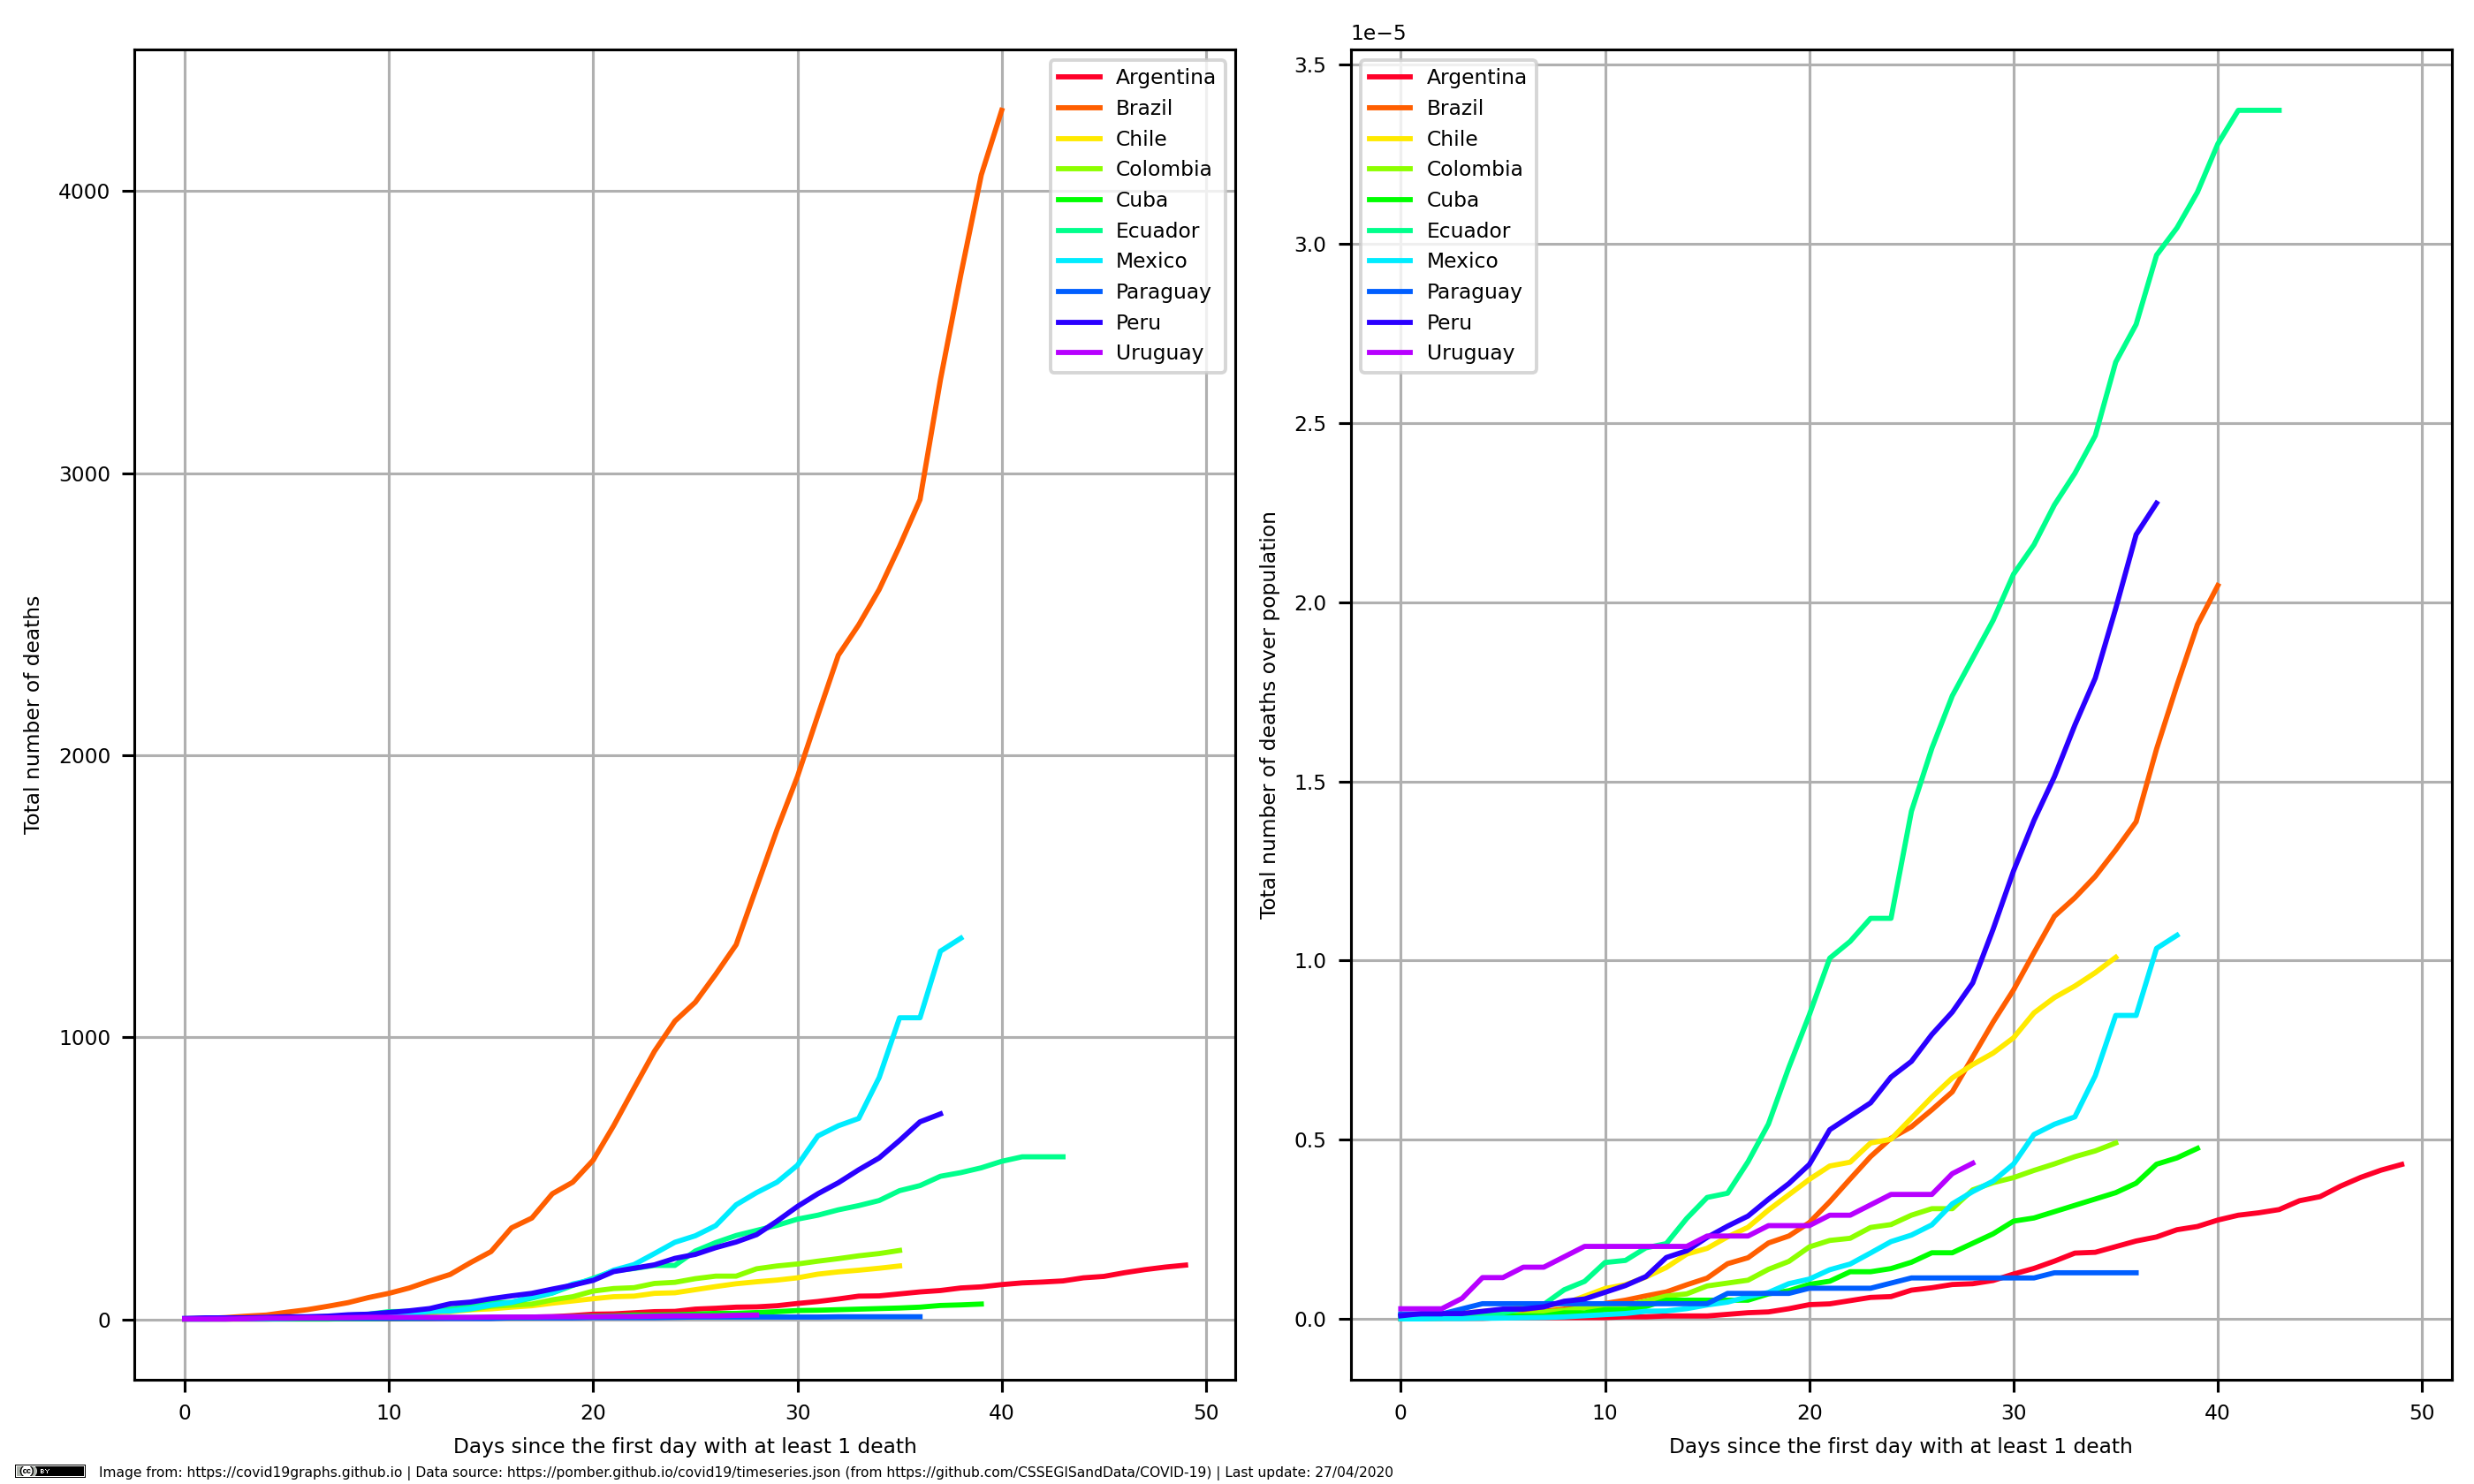 1e−5
4000
3000
2000
1000
0
Total number of deaths
0 10 20 30 40 50
Days since the first day with at least 1 death
Argentina
Brazil
Chile
Colombia
Cuba
Ecuador
Mexico
Paraguay
Peru
Uruguay
3.5
3.0
2.5
2.0
1.5
1.0
0.5
0.0
Total number of deaths over population
0 10 20 30 40 50
Days since the first day with at least 1 death
Argentina
Brazil
Chile
Colombia
Cuba
Ecuador
Mexico
Paraguay
Peru
Uruguay
(cc) BY
Image from: https://covid19graphs.github.io | Data source: https://pomber.github.io/covid19/timeseries.json (from https://github.com/CSSEGISandData/COVID-19) | Last update: 27/04/2020